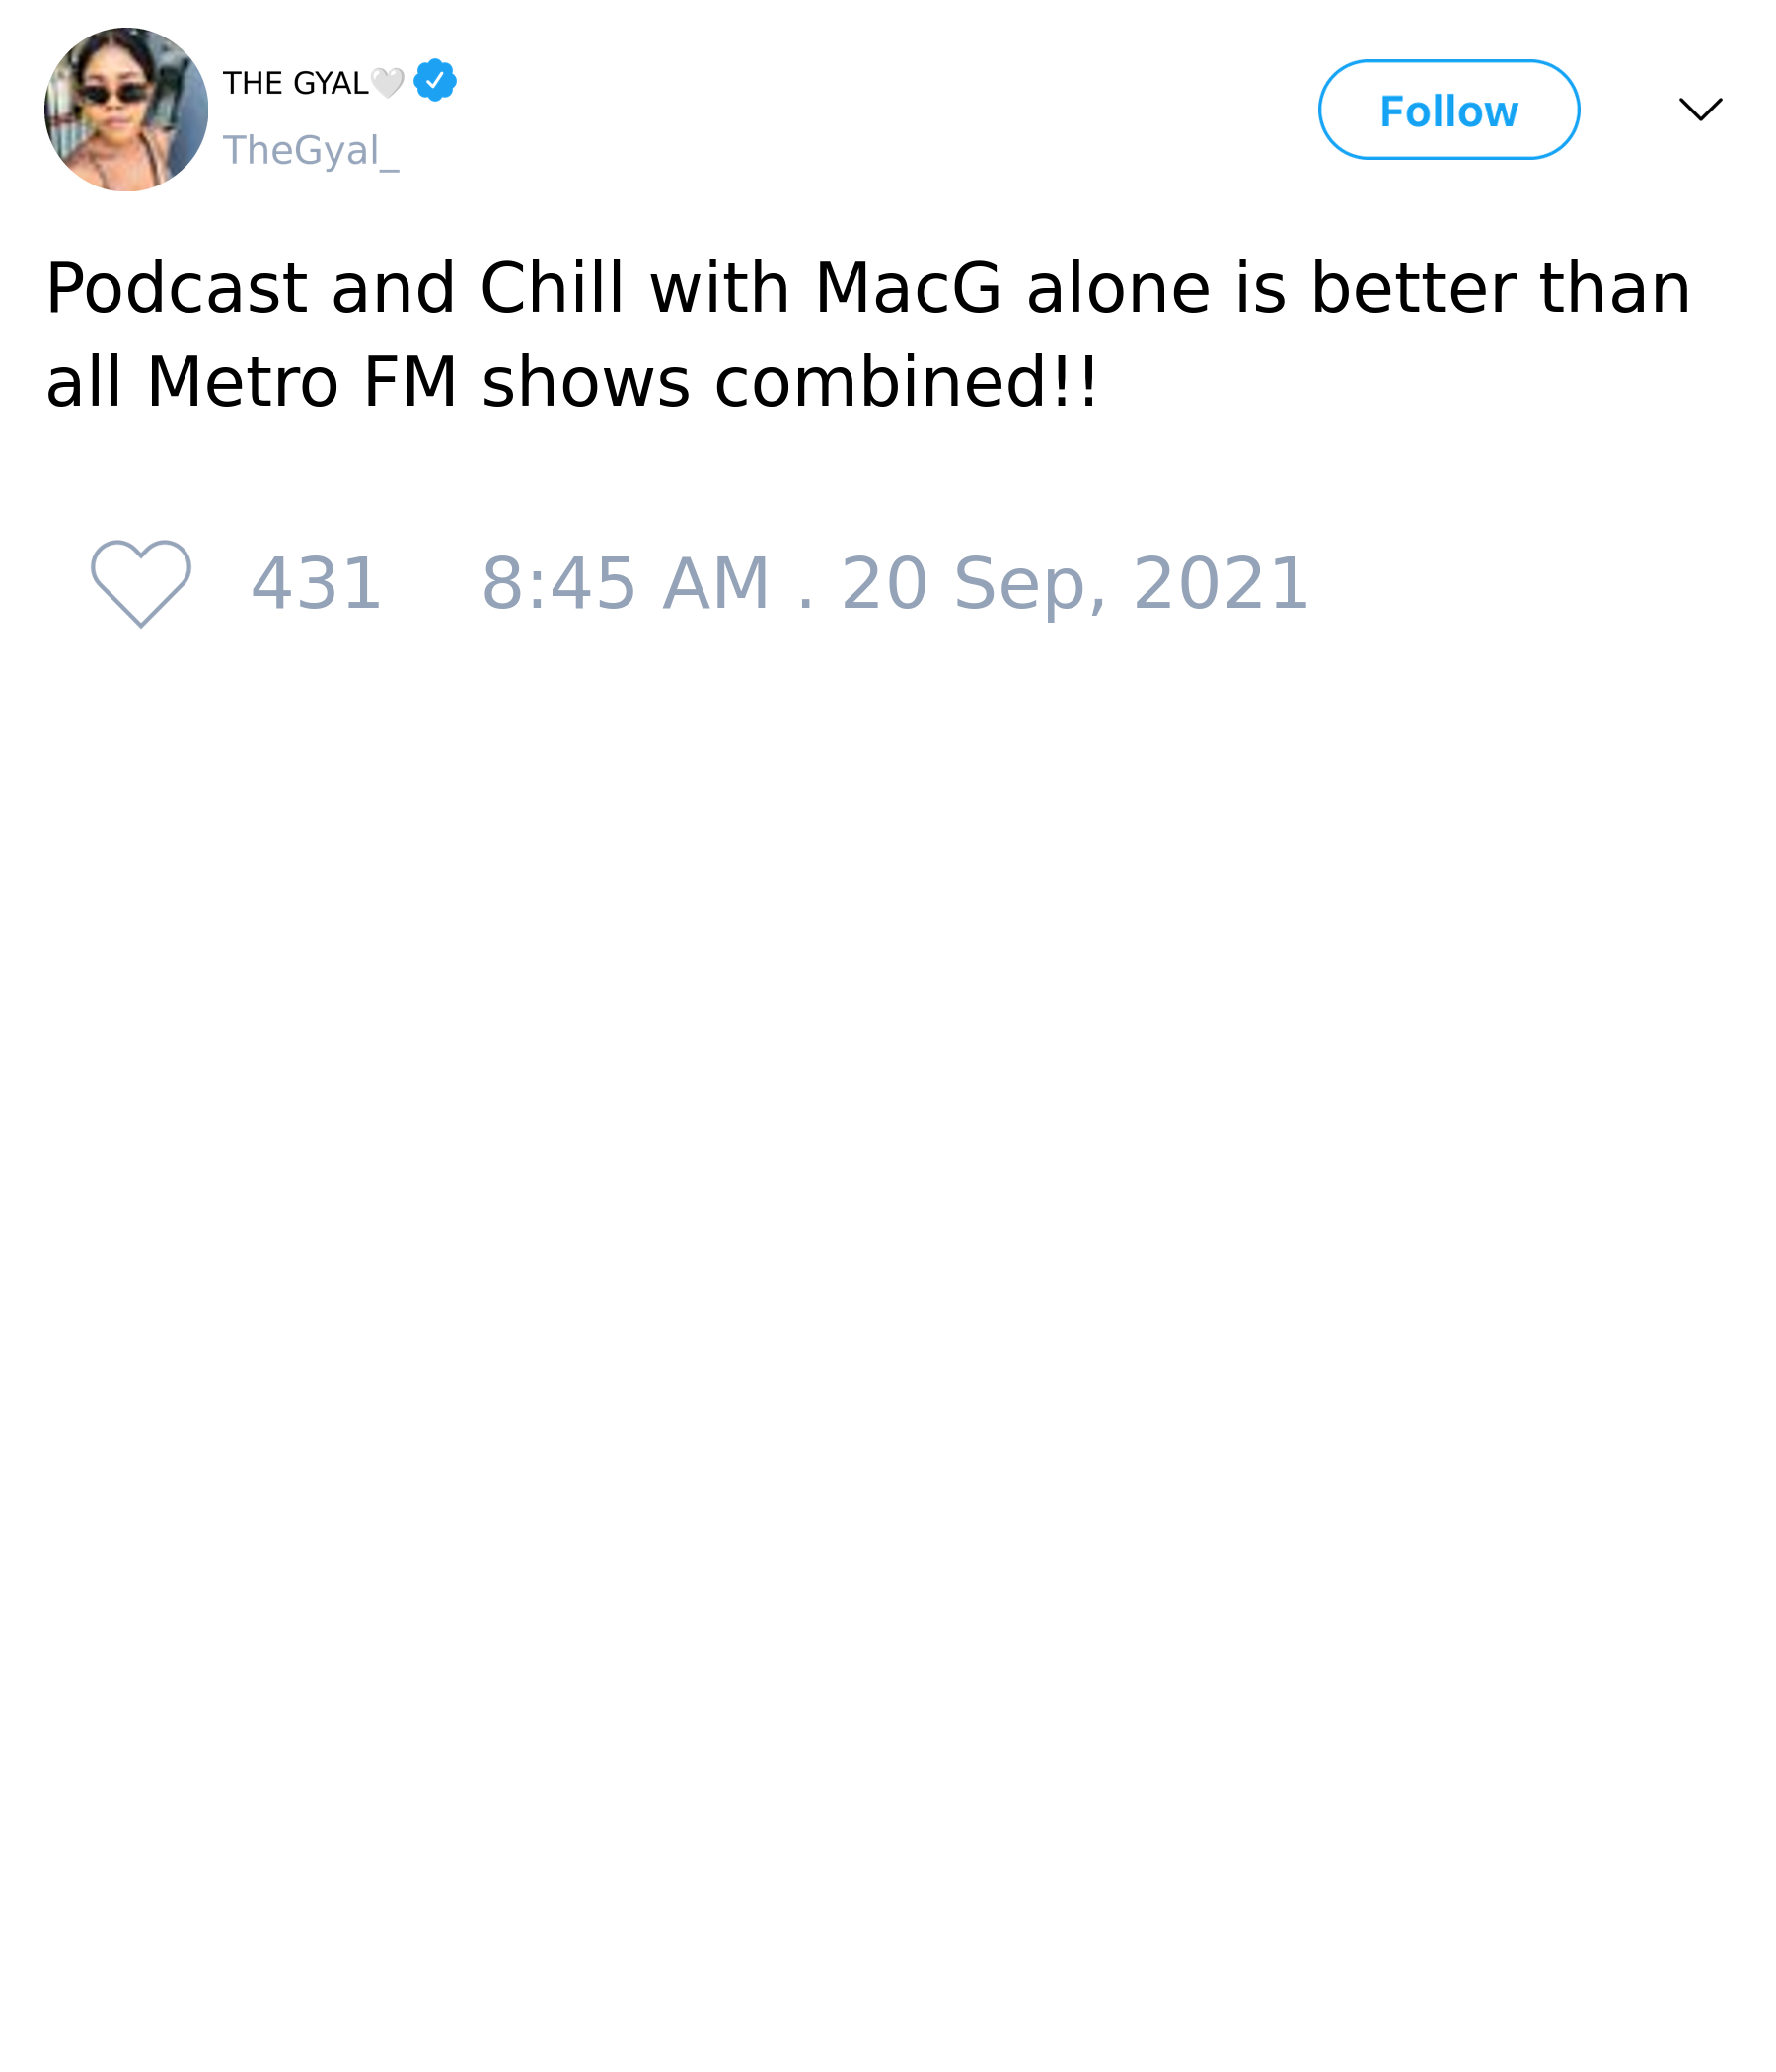 THE GYAL🤍
TheGyal_
Follow
Podcast and Chill with MacG alone is better than
all Metro FM shows combined!!
431 8:45 AM . 20 Sep, 2021